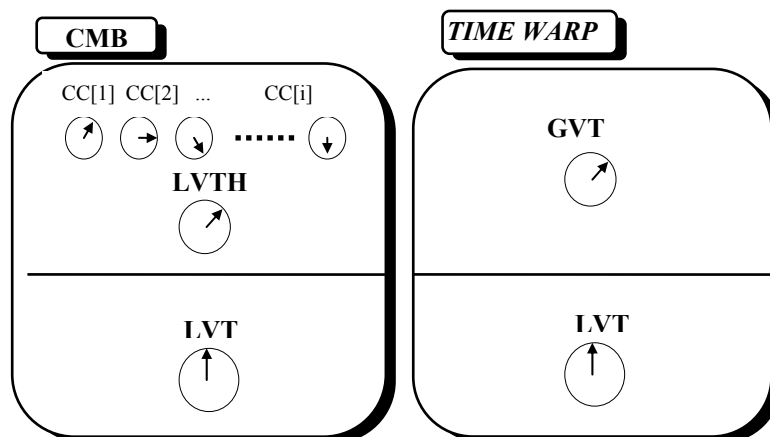 CMB
TIME WARP
CC[1] CC[2] ... CC[i]
GVT
LVTH
LVT
LVT